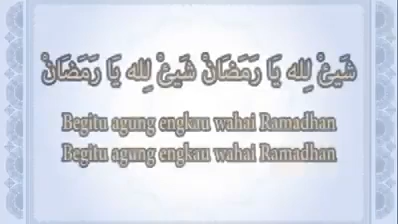 شَيْئٌ لِلّٰه يَا رَمَضَانْ شَيْئٌ لِلّٰه يَا رَمَضَانْ
Begitu agung engkau wahai Ramadhan
Begitu agung engkau wahai Ramadhan